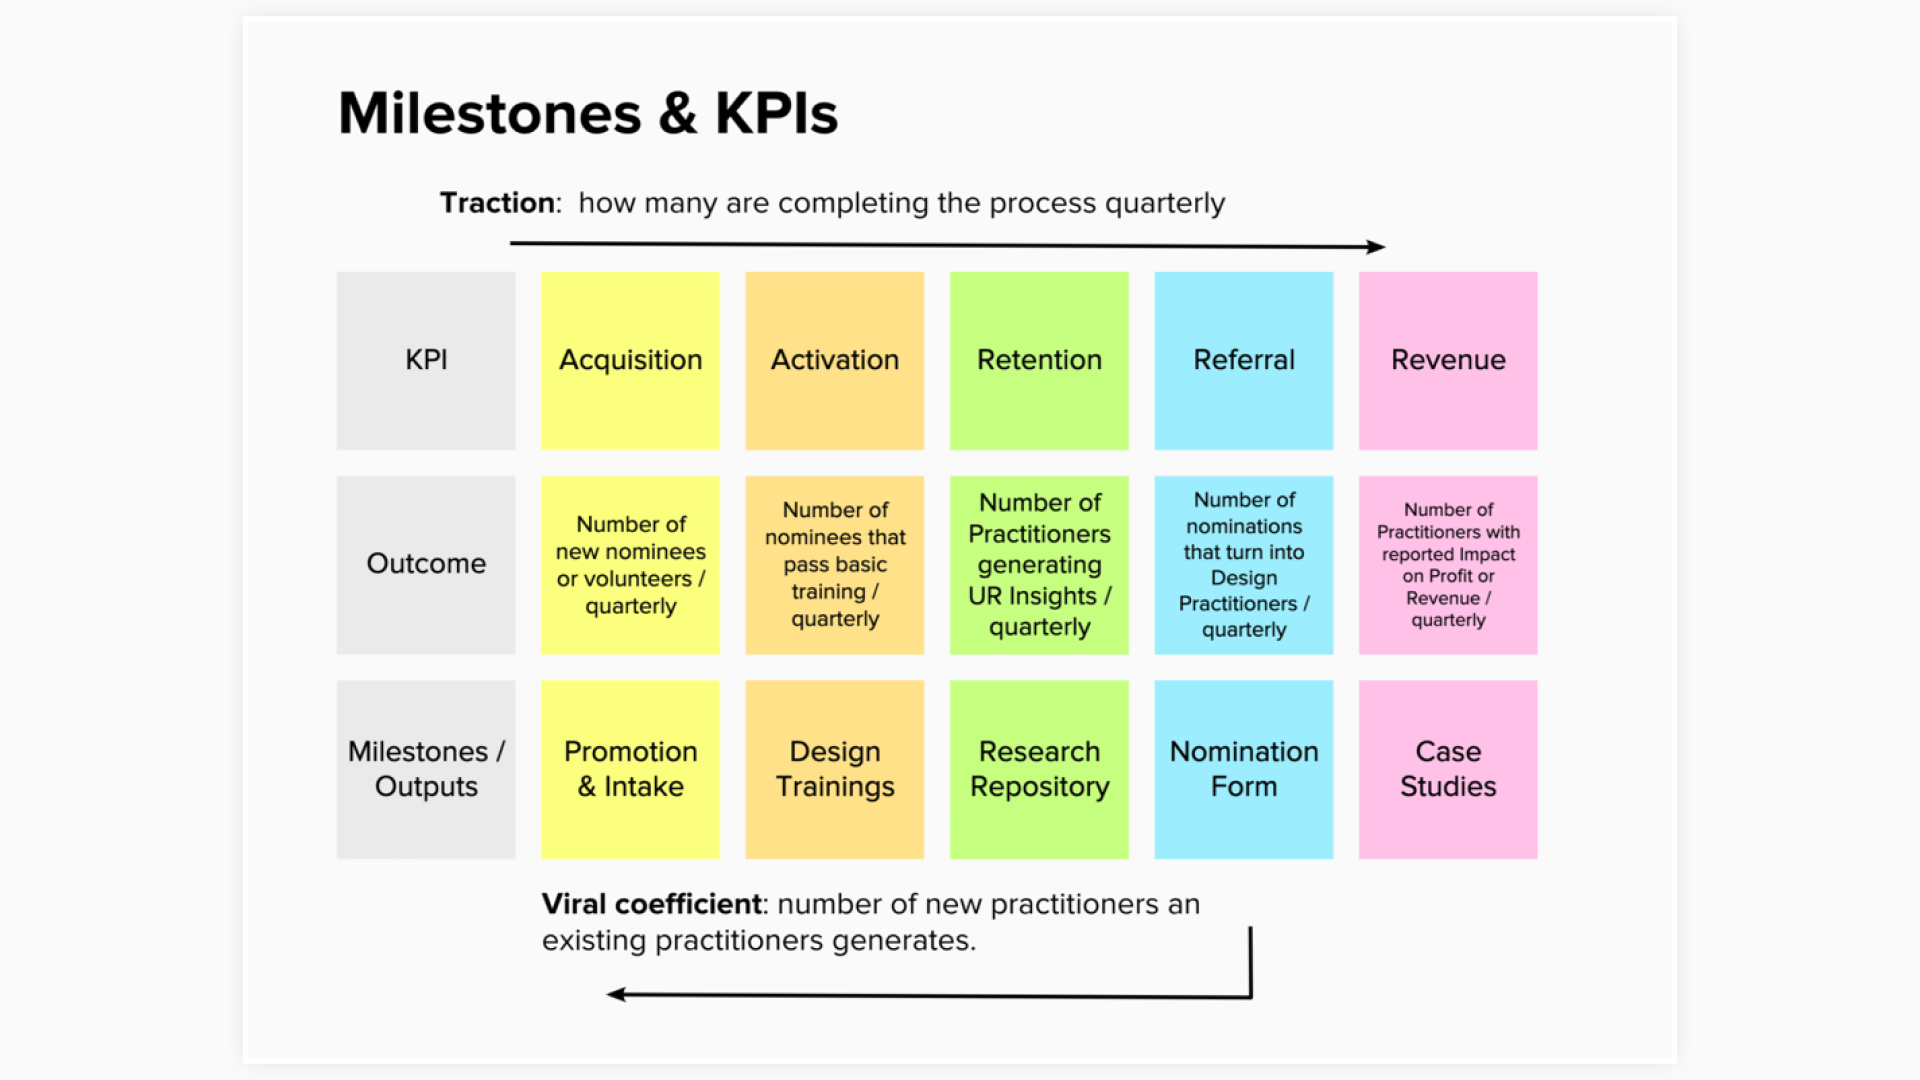 Milestones & KPIs
Traction:  how many are completing the process quarterly
KPI
Acquisition
Activation
Retention
Referral
Revenue
Outcome
Number of
new nominees
or volunteers /
quarterly
Number of
nominees that
pass basic
training /
quarterly
Number of
Practitioners
generating
UR Insights /
quarterly
Number of
nominations
that turn into
Design
Practitioners /
quarterly
Number of
Practitioners with
reported Impact
on Profit or
Revenue /
quarterly
Milestones /
Outputs
Promotion
& Intake
Design
Trainings
Research
Repository
Nomination
Form
Case
Studies
Viral coefficient: number of new practitioners an
existing practitioners generates.